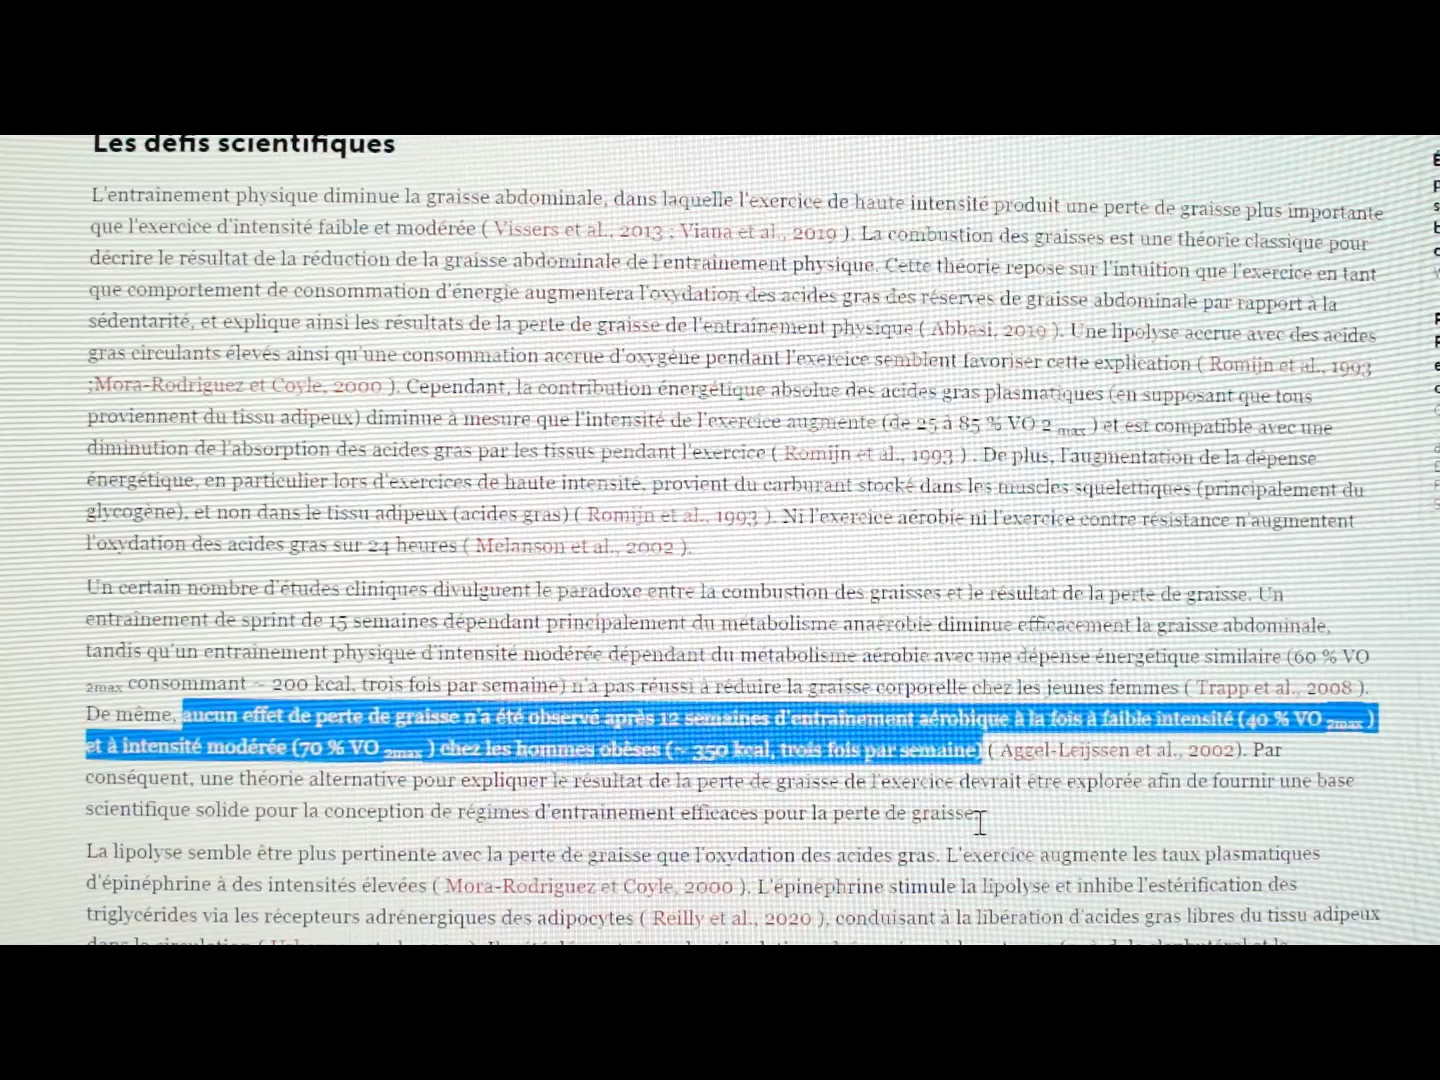 Les défis scientifiques
L'entraînement physique diminue la graisse abdominale, dans laquelle l'exercice de haute intensité produit une perte de graisse plus importante
que l'exercice d'intensité faible et modérée ( Vissers et al., 2013 ; Viana et al., 2019 ). La combustion des graisses est une théorie classique pour
décrire le résultat de la réduction de la graisse abdominale de l'entraînement physique. Cette théorie repose sur l'intuition que l'exercice en tant
que comportement de consommation d'énergie augmentera l'oxydation des acides gras des réserves de graisse abdominale par rapport à la
sédentarité, et explique ainsi les résultats de la perte de graisse de l'entraînement physique ( Abbasi, 2019 ). Une lipolyse accrue avec des acides
gras circulants élevés ainsi qu'une consommation accrue d'oxygène pendant l'exercice semblent favoriser cette explication ( Romijn et al., 1993
;Mora-Rodriguez et Coyle, 2000 ). Cependant, la contribution énergétique absolue des acides gras plasmatiques (en supposant que tous
proviennent du tissu adipeux) diminue à mesure que l'intensité de l'exercice augmente (de 25 à 85 % VO 2 max ) et est compatible avec une
diminution de l'absorption des acides gras par les tissus pendant l'exercice ( Romijn et al., 1993 ) . De plus, l'augmentation de la dépense
énergétique, en particulier lors d'exercices de haute intensité, provient du carburant stocké dans les muscles squelettiques (principalement du
glycogène), et non dans le tissu adipeux (acides gras) ( Romijn et al., 1993 ). Ni l'exercice aérobie ni l'exercice contre résistance n'augmentent
l'oxydation des acides gras sur 24 heures ( Melanson et al., 2002 ).
Un certain nombre d'études cliniques divulguent le paradoxe entre la combustion des graisses et le résultat de la perte de graisse. Un
entraînement de sprint de 15 semaines dépendant principalement du métabolisme anaérobie diminue efficacement la graisse abdominale,
tandis qu'un entraînement physique d'intensité modérée dépendant du métabolisme aérobie avec une dépense énergétique similaire (60 % VO
2max consommant ~ 200 kcal, trois fois par semaine) n'a pas réussi à réduire la graisse corporelle chez les jeunes femmes ( Trapp et al., 2008 ).
De même, aucun effet de perte de graisse n'a été observé après 12 semaines d'entraînement aérobique à la fois à faible intensité (40 % VO 2max )
et à intensité modérée (70 % VO 2max ) chez les hommes obèses (~ 350 kcal, trois fois par semaine) ( Aggel-Leijssen et al., 2002). Par
conséquent, une théorie alternative pour expliquer le résultat de la perte de graisse de l'exercice devrait être explorée afin de fournir une base
scientifique solide pour la conception de régimes d'entraînement efficaces pour la perte de graisse.
La lipolyse semble être plus pertinente avec la perte de graisse que l'oxydation des acides gras. L'exercice augmente les taux plasmatiques
d'épinéphrine à des intensités élevées ( Mora-Rodriguez et Coyle, 2000 ). L'épinéphrine stimule la lipolyse et inhibe l'estérification des
triglycérides via les récepteurs adrénergiques des adipocytes ( Reilly et al., 2020 ), conduisant à la libération d'acides gras libres du tissu adipeux